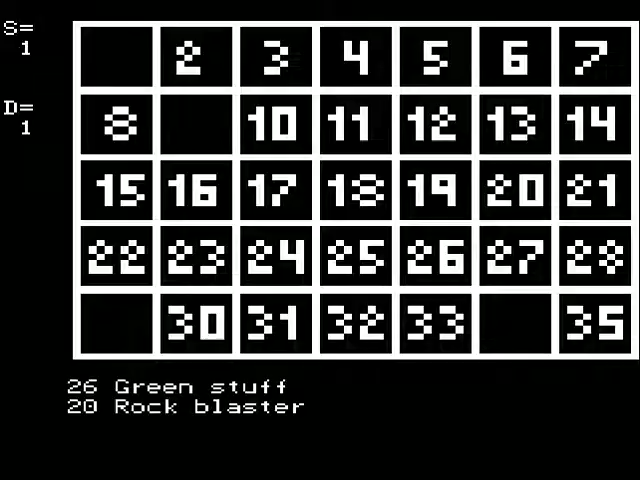 S=
1
D=
1
2 3 4 5 6 7
8 10 11 12 13 14
15 16 17 18 19 20 21
22 23 24 25 26 27 28
30 31 32 33 35
26 Green stuff
20 Rock blaster